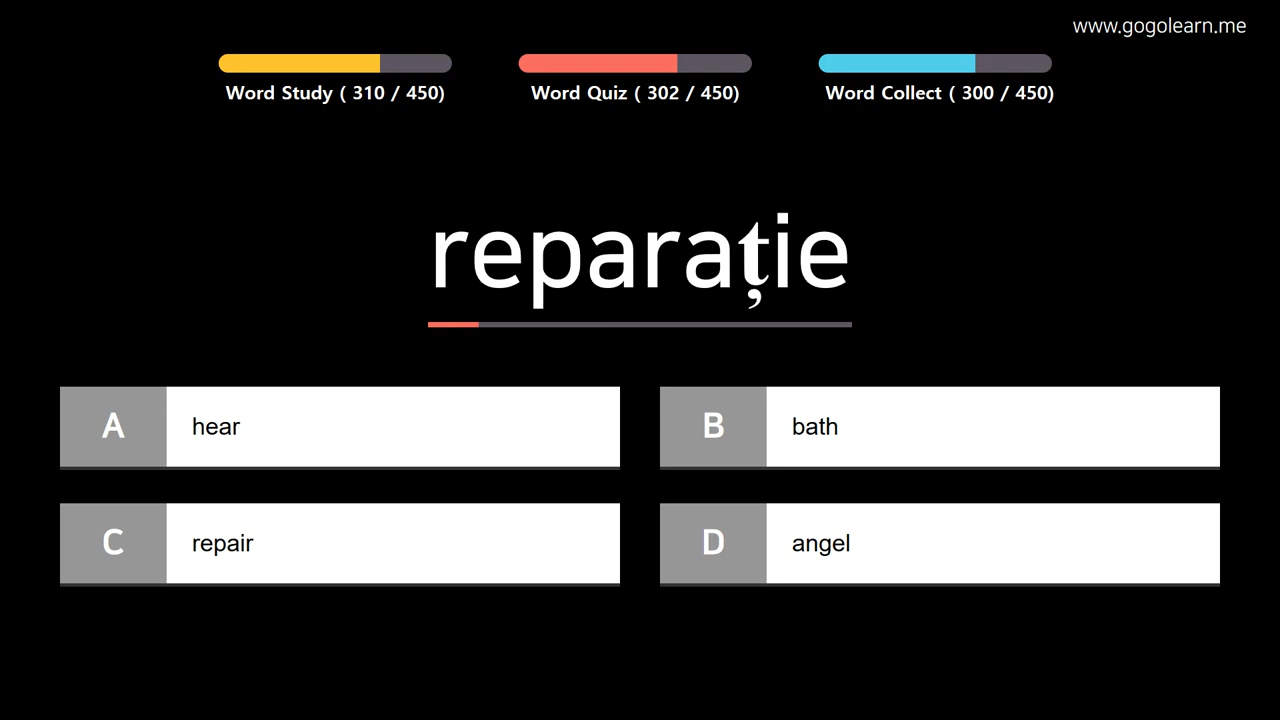 www.gogolearn.me
Word Study ( 310 / 450)
Word Quiz ( 302 / 450)
Word Collect ( 300 / 450)
reparație
A
hear
B
bath
C
repair
D
angel